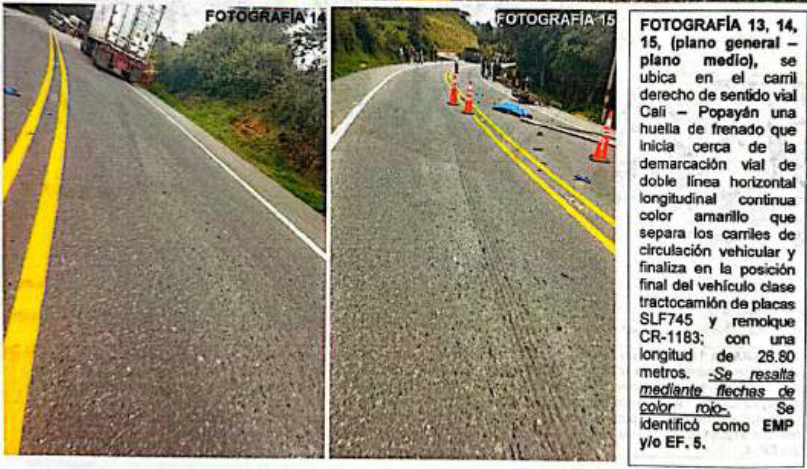 FOTOGRAFÍA 14
FOTOGRAFÍA 15
FOTOGRAFÍA 13, 14,
15, (plano general –
plano medio), se
ubica en el carril
derecho de sentido vial
Cali – Popayán una
huella de frenado que
inicia cerca de la
demarcación vial de
doble línea horizontal
longitudinal continua
color amarillo que
separa los carriles de
circulación vehicular y
finaliza en la posición
final del vehículo clase
tractocamión de placas
SLF745 y remolque
CR-1183; con una
longitud de 26.80
metros. -Se resalta
mediante flechas de
color rojo-. Se
identificó como EMP
y/o EF. 5.